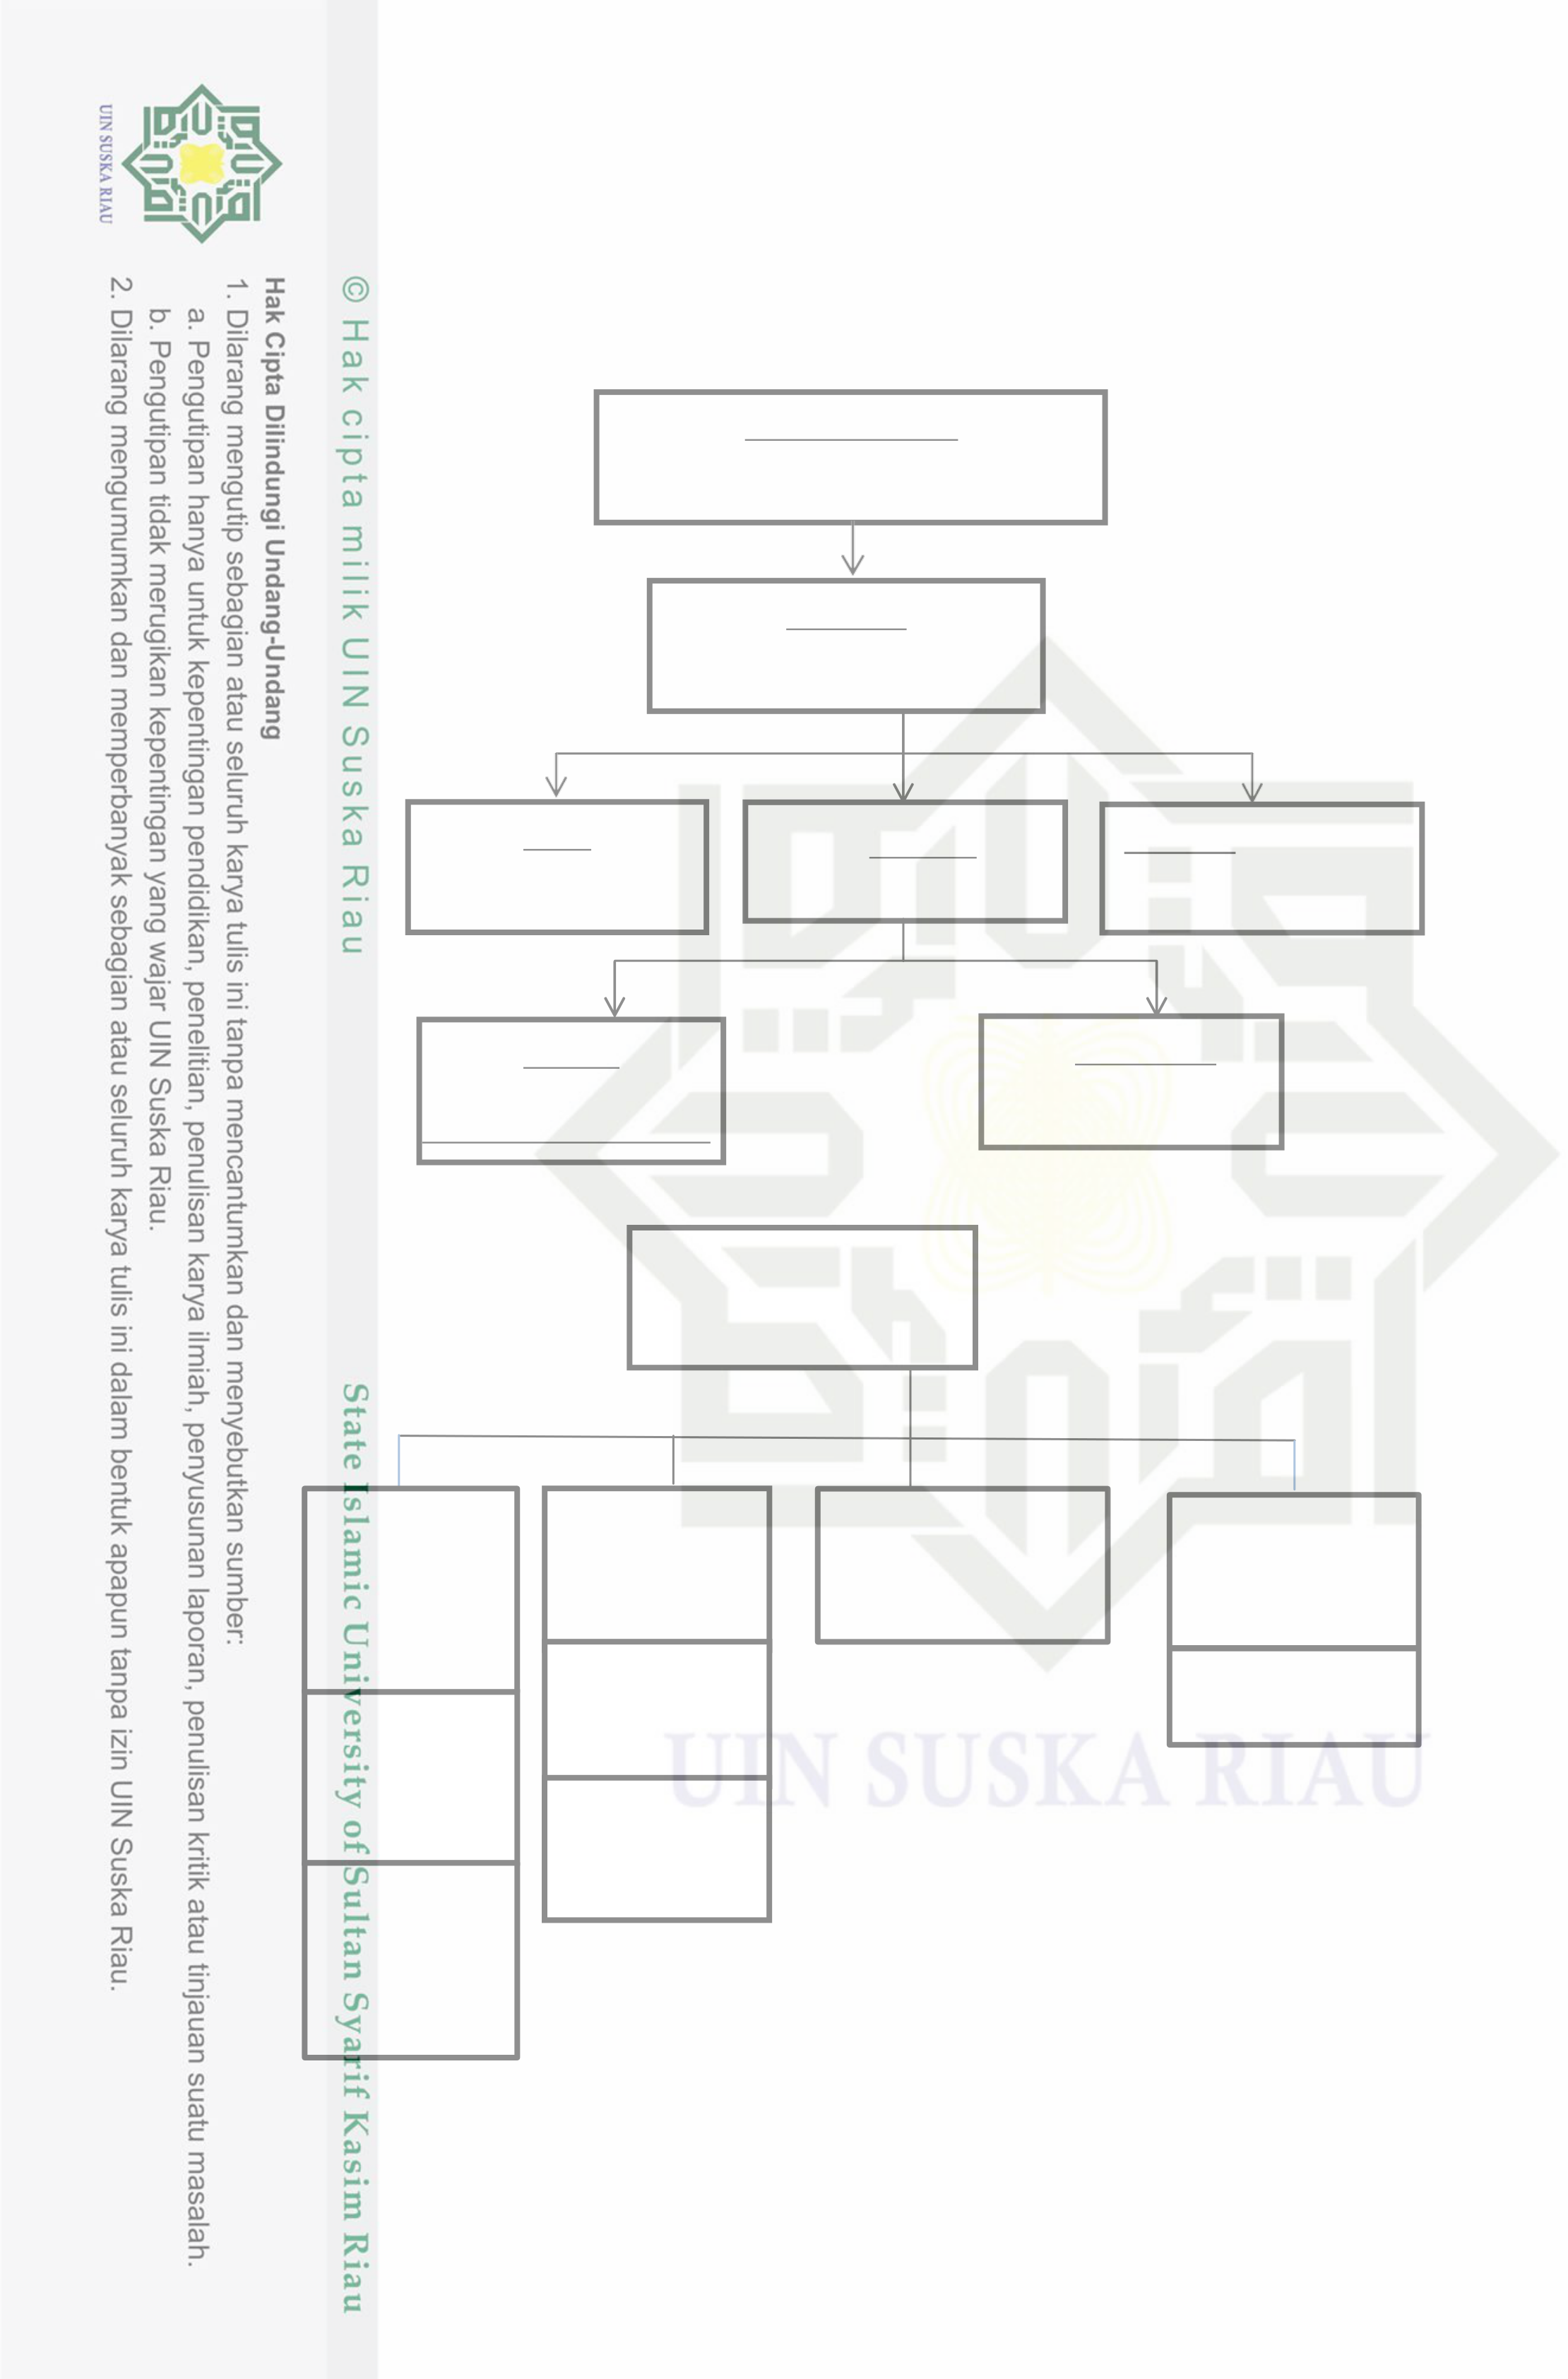 UIN SUSKA RIAU
Hak Cipta Dilindungi Undang-Undang
1. Dilarang mengutip sebagian atau seluruh karya tulis ini tanpa mencantumkan dan menyebutkan sumber:
a. Pengutipan hanya untuk kepentingan pendidikan, penelitian, penulisan karya ilmiah, penyusunan laporan, penulisan kritik atau tinjauan suatu masalah.
b. Pengutipan tidak merugikan kepentingan yang wajar UIN Suska Riau.
2. Dilarang mengumumkan dan memperbanyak sebagian atau seluruh karya tulis ini dalam bentuk apapun tanpa izin UIN Suska Riau.
© Hak cipta milik UIN Suska Riau
State Islamic University of Sultan Syarif Kasim Riau
UIN SUSKA RIAU